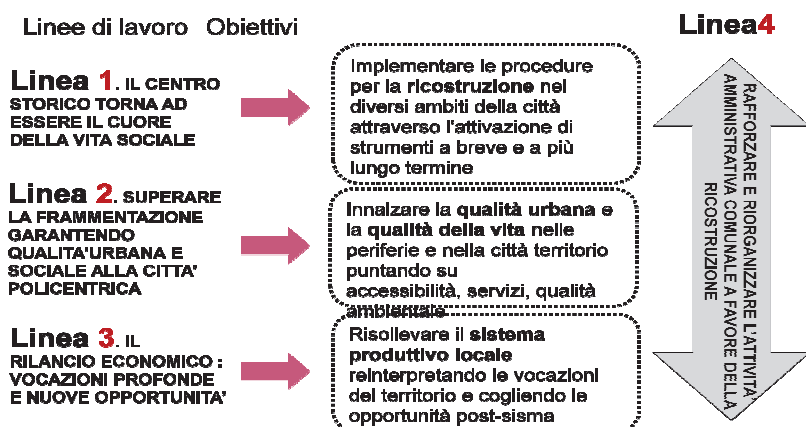 Linee di lavoro Obiettivi
Linea 1. IL CENTRO
STORICO TORNA AD
ESSERE IL CUORE
DELLA VITA SOCIALE
Implementare le procedure
per la ricostruzione nei
diversi ambiti della città
attraverso l'attivazione di
strumenti a breve e a più
lungo termine
Linea 2. SUPERARE
LA FRAMMENTAZIONE
GARANTENDO
QUALITA'URBANA E
SOCIALE ALLA CITTA'
POLICENTRICA
Innalzare la qualità urbana e
la qualità della vita nelle
periferie e nella città territorio
puntando su
accessibilità, servizi, qualità
ambientale
Linea 3. IL
RILANCIO ECONOMICO :
VOCAZIONI PROFONDE
E NUOVE OPPORTUNITA'
Risollevare il sistema
produttivo locale
reinterpretando le vocazioni
del territorio e cogliendo le
opportunità post-sisma
Linea4
RAFFORZARE E RIORGANIZZARE L'ATTIVITA'
AMMINISTRATIVA COMUNALE A FAVORE DELLA
RICOSTRUZIONE